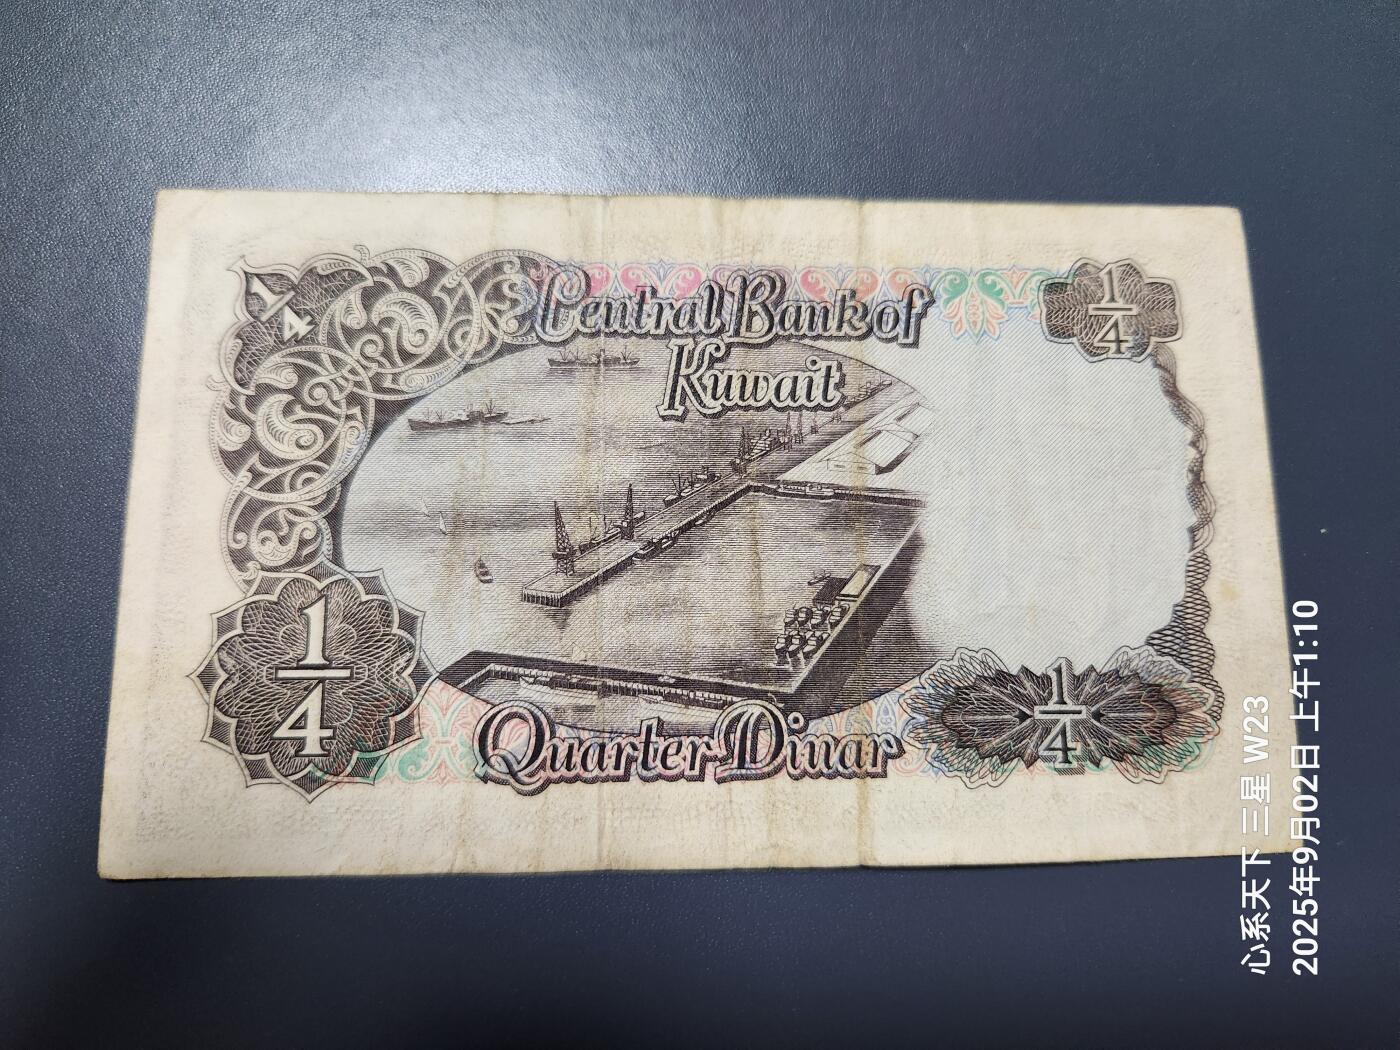 1/4
Central Bank of
Kuwait
1/4
1/4
Quarter Dinar
1/4
心系天下 三星 W23
2025年9月02日 上午1:10